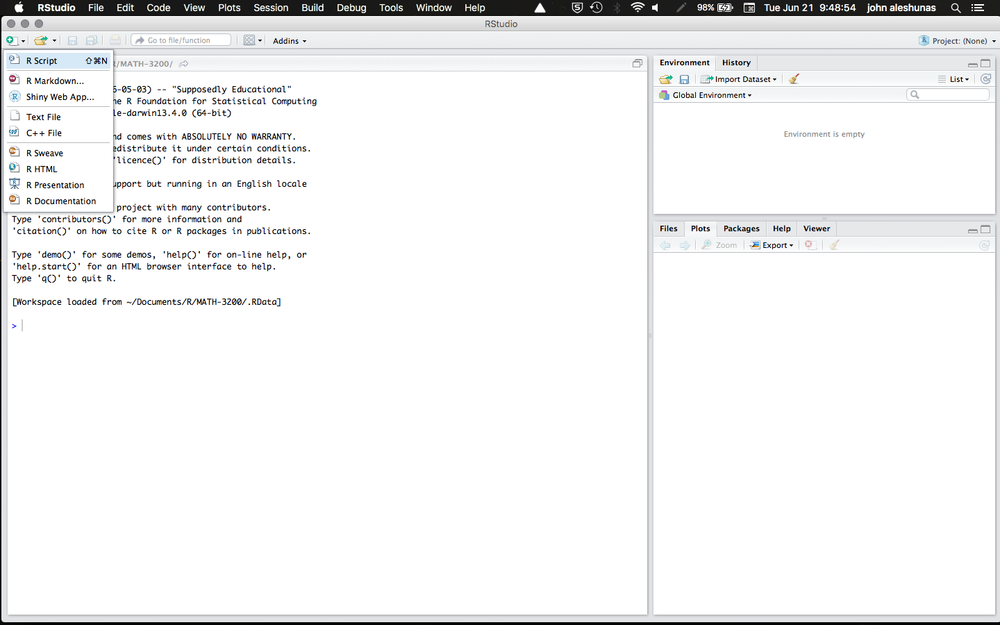 RStudio File Edit Code View Plots Session Build Debug Tools Window Help 98% Tue Jun 21 9:48:54 john aleshunas
RStudio
Go to file/function Addins Project: (None)
R Script ⇧⌘N
R Markdown...
Shiny Web App...
Text File
C++ File
R Sweave
R HTML
R Presentation
R Documentation
R/MATH-3200/
6-05-03) -- "Supposedly Educational"
he R Foundation for Statistical Computing
le-darwin13.4.0 (64-bit)
nd comes with ABSOLUTELY NO WARRANTY.
edistribute it under certain conditions.
'licence()' for distribution details.
upport but running in an English locale
project with many contributors.
Type 'contributors()' for more information and
'citation()' on how to cite R or R packages in publications.
Type 'demo()' for some demos, 'help()' for on-line help, or
'help.start()' for an HTML browser interface to help.
Type 'q()' to quit R.
[Workspace loaded from ~/Documents/R/MATH-3200/.RData]
>
Environment History
Import Dataset List
Global Environment
Environment is empty
Files Plots Packages Help Viewer
Zoom Export